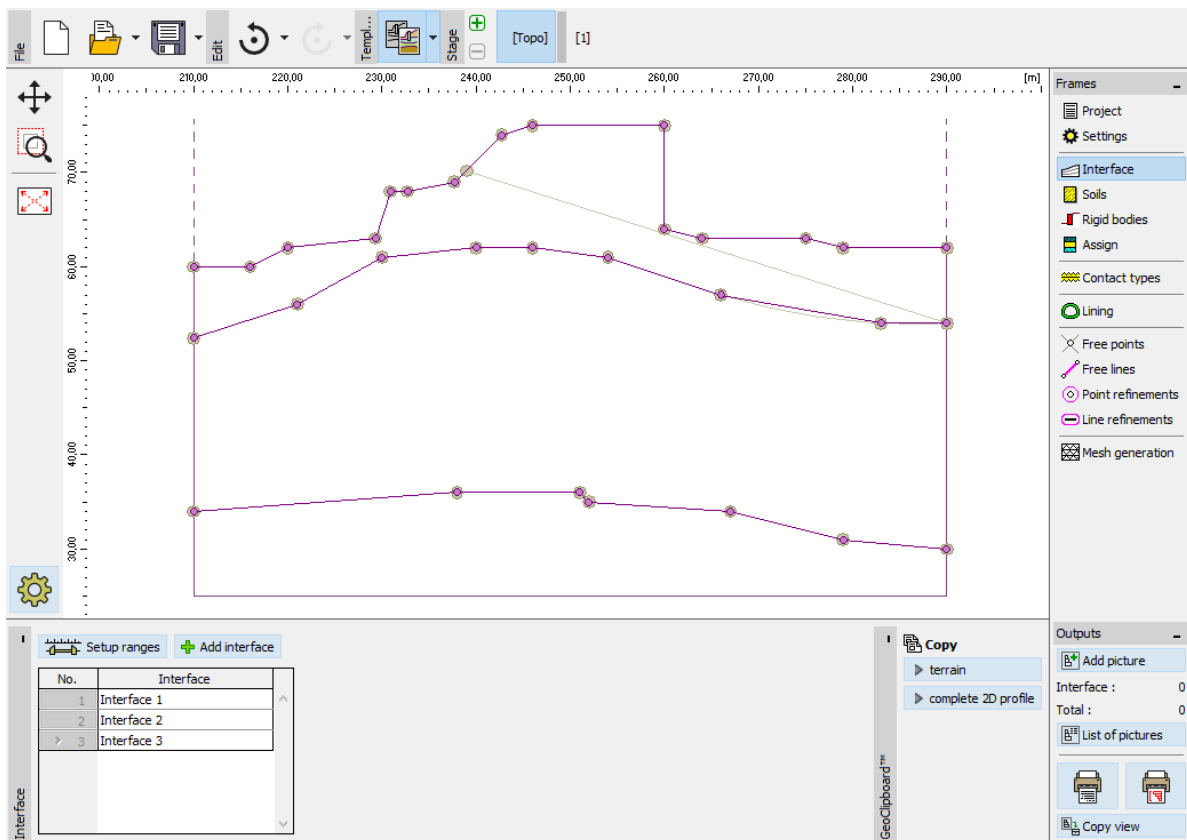 File
Edit
Templ...
Stage
[Topo]
[1]
00,00 210,00 220,00 230,00 240,00 250,00 260,00 270,00 280,00 290,00 [m]
70,00
60,00
50,00
40,00
30,00
Frames
Project
Settings
Interface
Soils
Rigid bodies
Assign
Contact types
Lining
Free points
Free lines
Point refinements
Line refinements
Mesh generation
Interface
Setup ranges
Add interface
No. Interface
1 Interface 1
2 Interface 2
3 Interface 3
GeoClipboard™
Copy
terrain
complete 2D profile
Outputs
Add picture
Interface : 0
Total : 0
List of pictures
Copy view